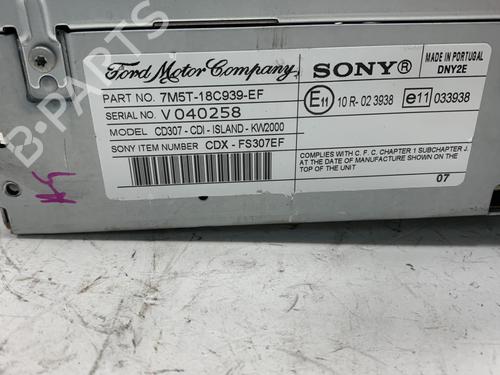 Ford Motor Company
PART NO. 7M5T-18C939-EF
SERIAL NO. V 040258
MODEL CD307 - CDI - ISLAND - KW2000
SONY ITEM NUMBER CDX - FS307EF
SONY®
MADE IN PORTUGAL
DNY2E
E11 10 R- 02 3938 e11 033938
COMPLIES WITH C. F. C. CHAPTER 1 SUBCHAPTER J.
AT THE DATE OF MANUFACTURE SHOWN ON THE
TOP OF THE UNIT
07
B-PARTS